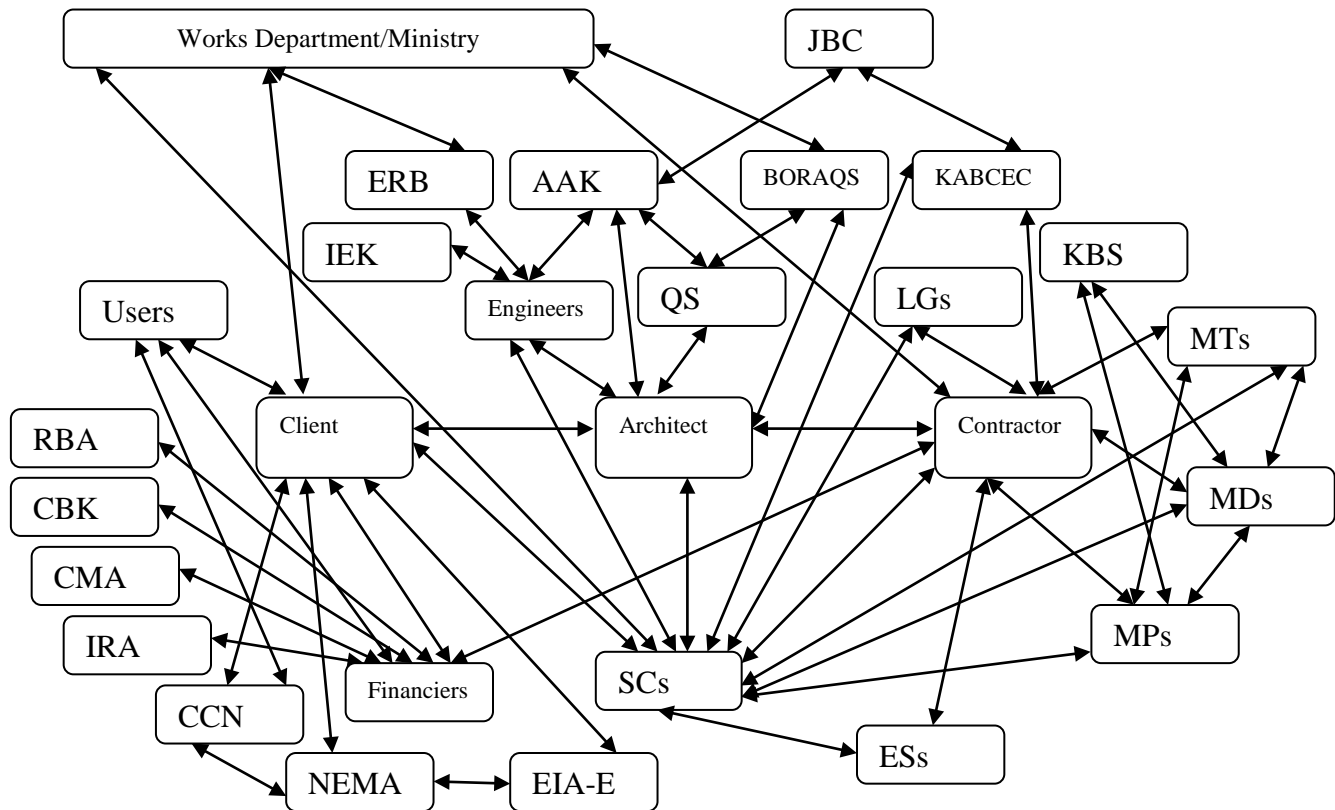 Works Department/Ministry
JBC
ERB
AAK
BORAQS
KABCEC
IEK
KBS
Users
Engineers
QS
LGs
MTs
Client
Architect
Contractor
RBA
CBK
MDs
CMA
IRA
MPs
Financiers
SCs
CCN
ESs
NEMA
EIA-E